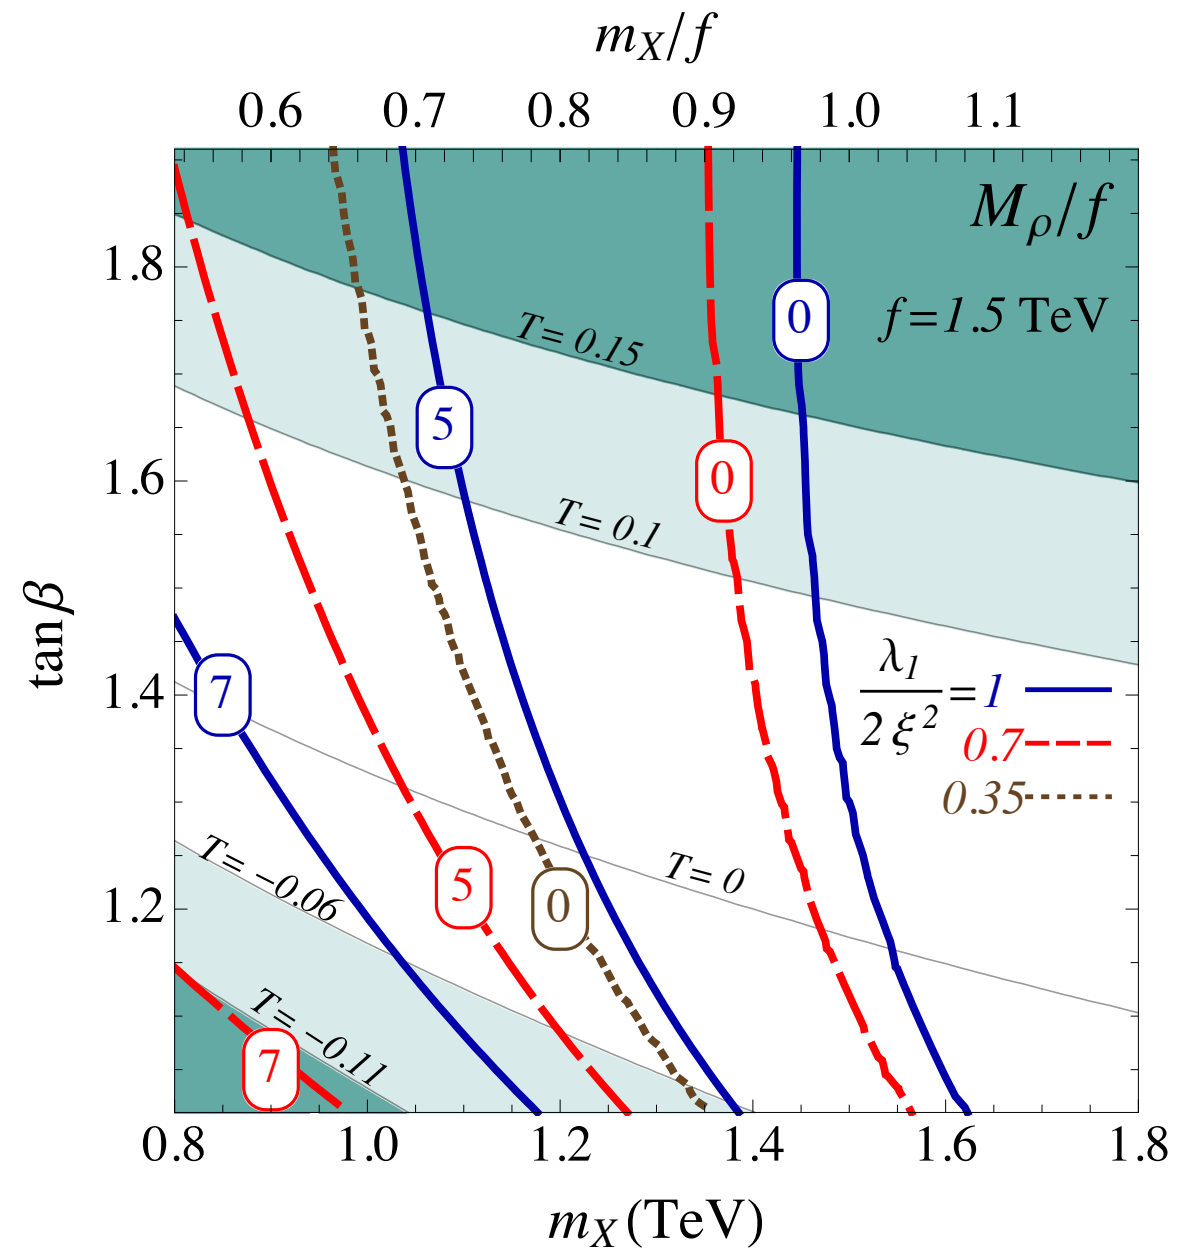 m_X/f
0.6 0.7 0.8 0.9 1.0 1.1
M_ρ/f
f=1.5 TeV
1.8
1.6
1.4
1.2
tan β
T= 0.15
T= 0.1
T= 0
T= −0.06
T= −0.11
0
5
0
7
5
0
7
λ_1/2 ξ^2 =1
0.7
0.35
0.8 1.0 1.2 1.4 1.6 1.8
m_X(TeV)